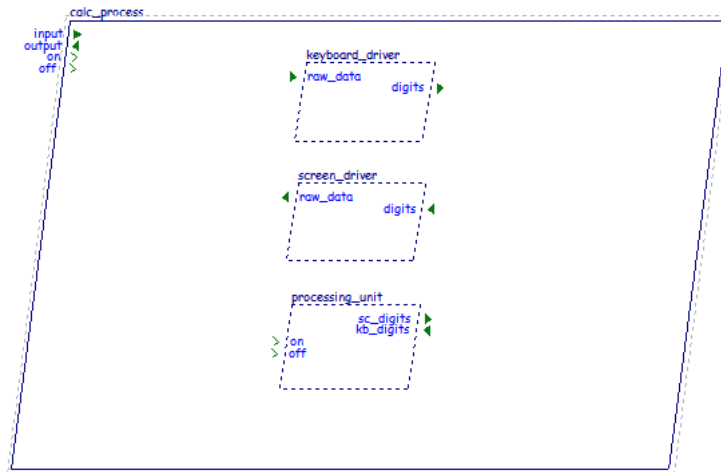 calc_process
input
output
on
off
keyboard_driver
raw_data
digits
screen_driver
raw_data
digits
processing_unit
sc_digits
kb_digits
on
off